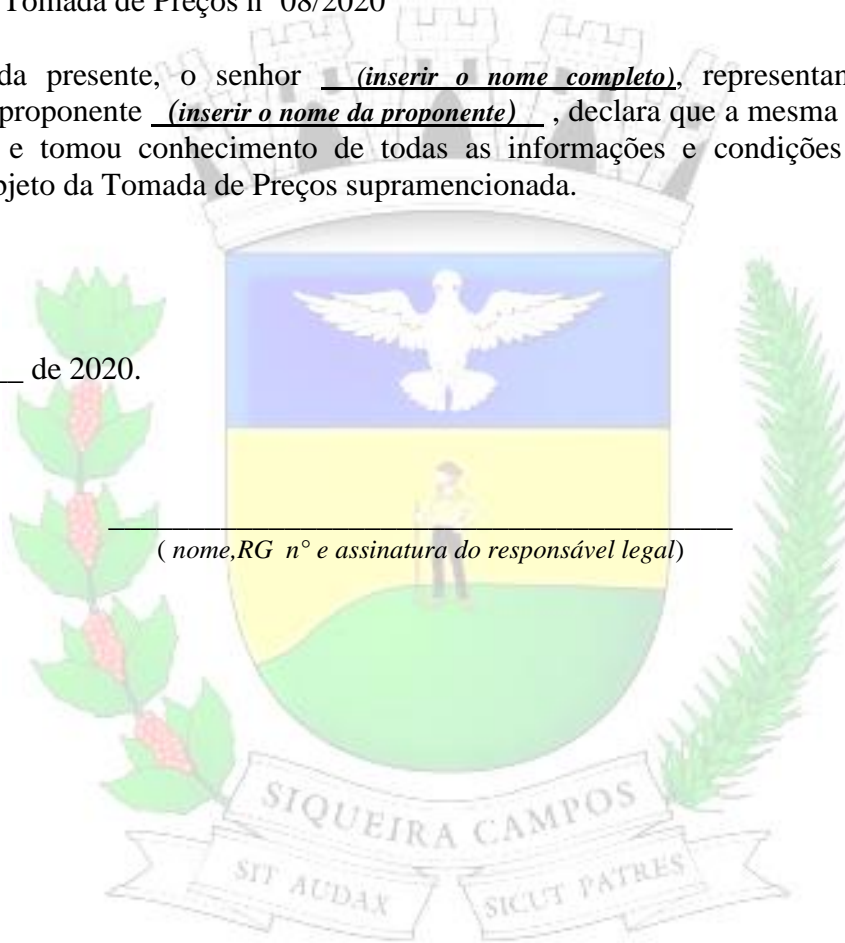 Tomada de Preços n° 08/2020
da presente, o senhor (inserir o nome completo), representan
proponente (inserir o nome da proponente) , declara que a mesma
e tomou conhecimento de todas as informações e condições
bjeto da Tomada de Preços supramencionada.
__ de 2020.
( nome,RG n° e assinatura do responsável legal)
SIQUEIRA CAMPOS
SIT AUDAX SICUT PATRES